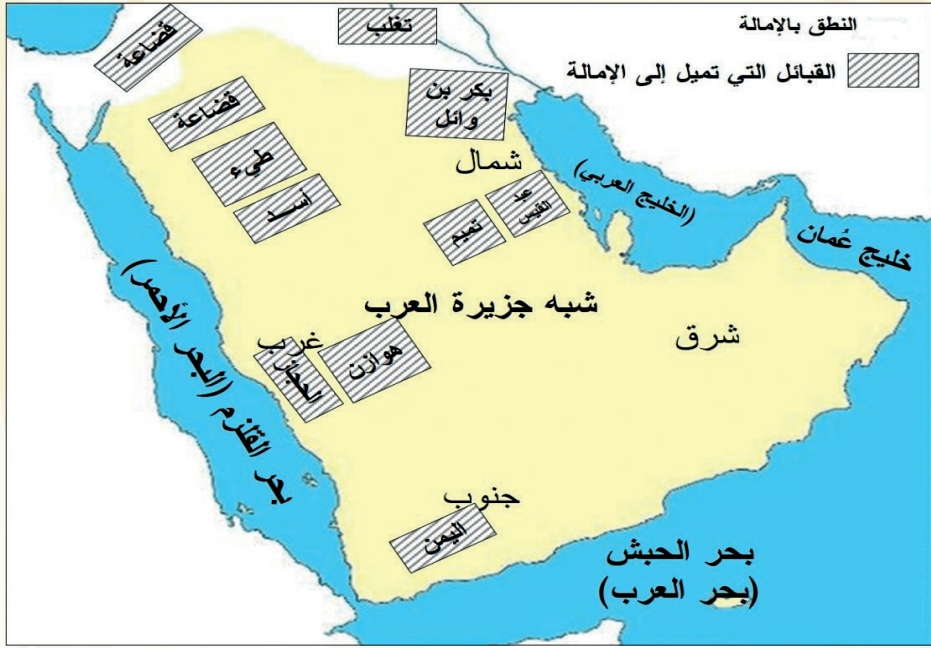 النطق بالإمالة
القبائل التي تميل إلى الإمالة
تغلب
قضاعة
بكر بن
وائل
قضاعة
طيء
أســد
شمال
عبد
القيس
تميم
(الخليج العربي)
خليج عُمان
شبه جزيرة العرب
شرق
غرب
هوازن
الحجاز
بحر القلزم (البحر الأحمر)
جنوب
اليمن
بحر الحبش
(بحر العرب)